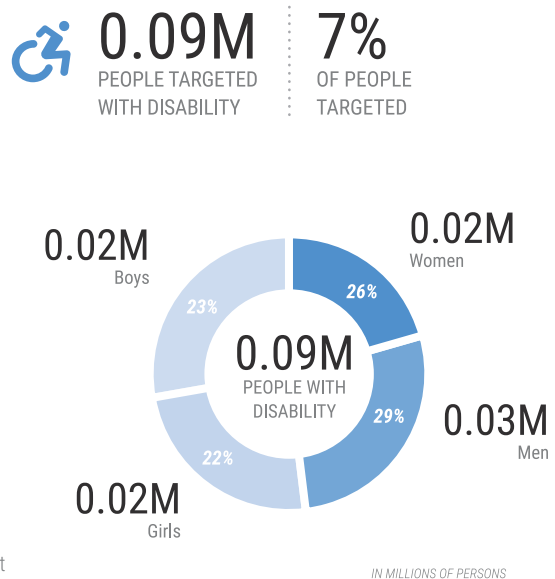 0.09M
PEOPLE TARGETED
WITH DISABILITY
7%
OF PEOPLE
TARGETED
0.02M
Boys
0.02M
Women
23%
26%
0.09M
PEOPLE WITH
DISABILITY
29%
0.03M
Men
22%
0.02M
Girls
t
IN MILLIONS OF PERSONS